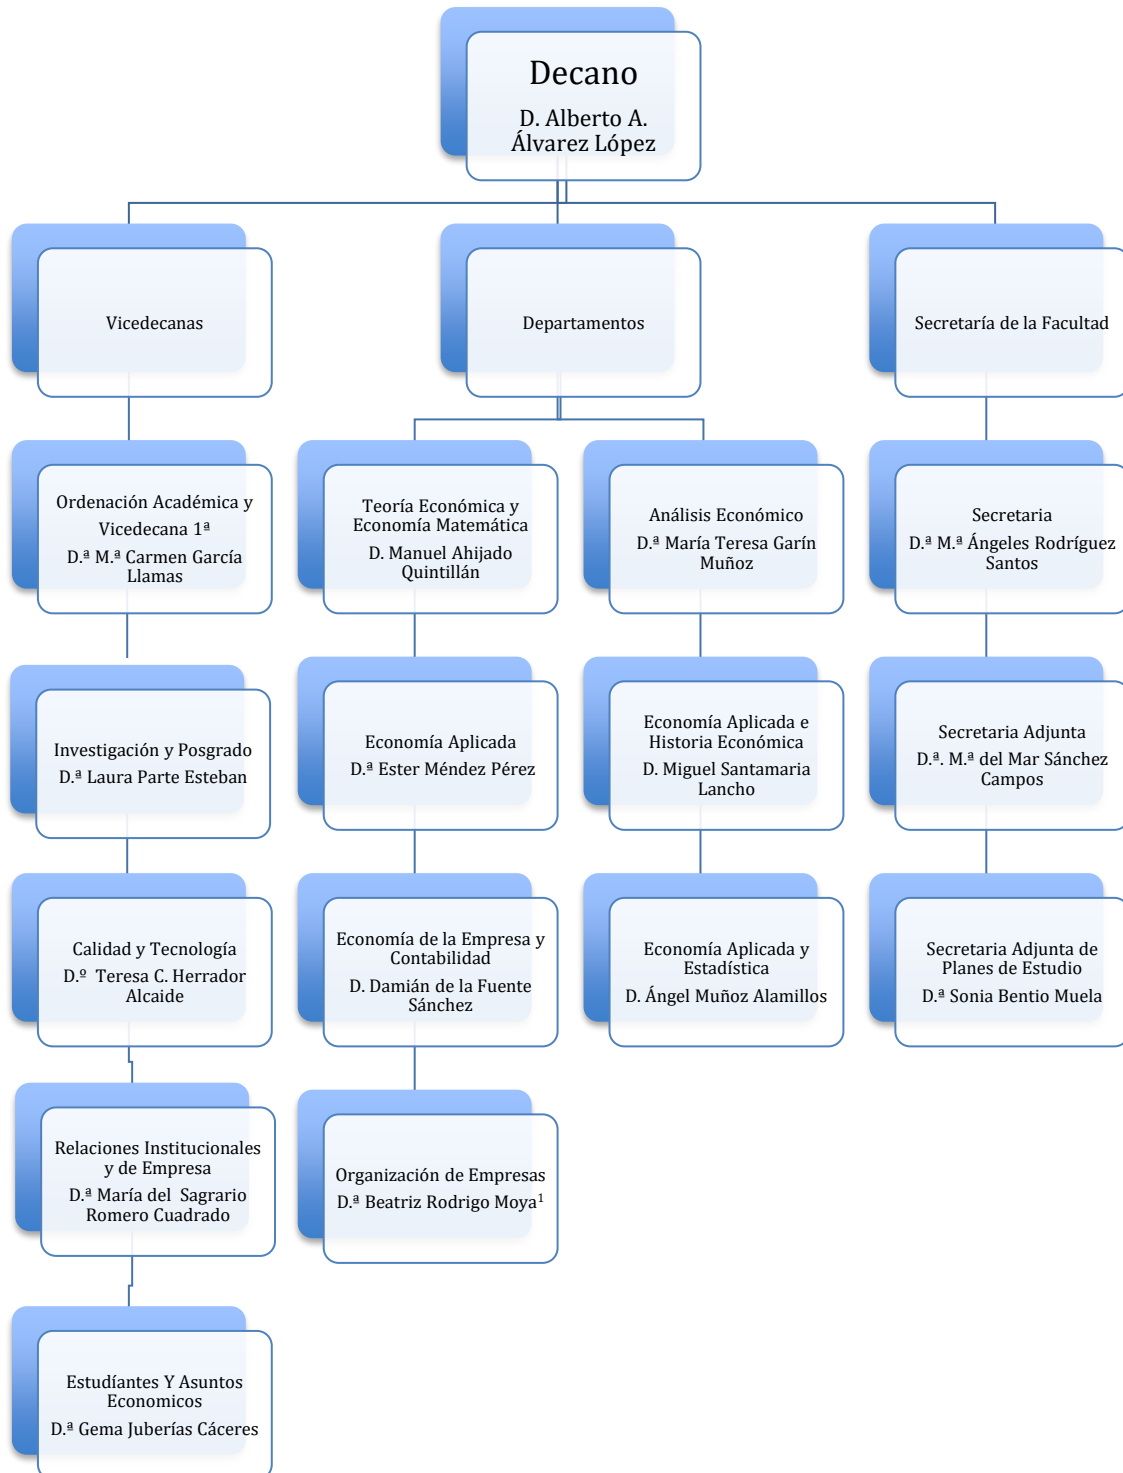 Decano
D. Alberto A.
Álvarez López
Vicedecanas
Departamentos
Secretaría de la Facultad
Ordenación Académica y
Vicedecana 1ª
D.ª M.ª Carmen García
Llamas
Teoría Económica y
Economía Matemática
D. Manuel Ahijado
Quintillán
Análisis Económico
D.ª María Teresa Garín
Muñoz
Secretaria
D.ª M.ª Ángeles Rodríguez
Santos
Investigación y Posgrado
D.ª Laura Parte Esteban
Economía Aplicada
D.ª Ester Méndez Pérez
Economía Aplicada e
Historia Económica
D. Miguel Santamaria
Lancho
Secretaria Adjunta
D.ª. M.ª del Mar Sánchez
Campos
Calidad y Tecnología
D.º Teresa C. Herrador
Alcaide
Economía de la Empresa y
Contabilidad
D. Damián de la Fuente
Sánchez
Economía Aplicada y
Estadística
D. Ángel Muñoz Alamillos
Secretaria Adjunta de
Planes de Estudio
D.ª Sonia Bentio Muela
Relaciones Institucionales
y de Empresa
D.ª María del Sagrario
Romero Cuadrado
Organización de Empresas
D.ª Beatriz Rodrigo Moya¹
Estudíantes Y Asuntos
Economicos
D.ª Gema Juberías Cáceres